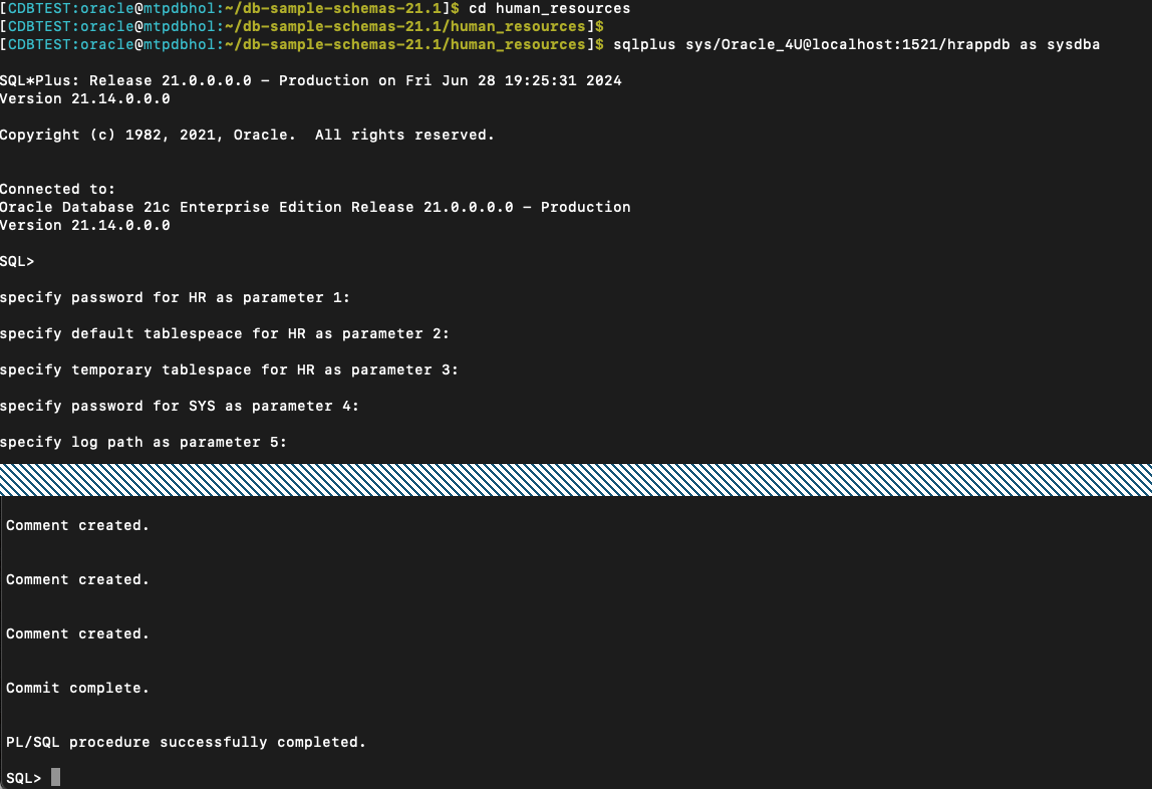 [CDBTEST:oracle@mtpdbhol:~/db-sample-schemas-21.1]$ cd human_resources
[CDBTEST:oracle@mtpdbhol:~/db-sample-schemas-21.1/human_resources]$
[CDBTEST:oracle@mtpdbhol:~/db-sample-schemas-21.1/human_resources]$ sqlplus sys/Oracle_4U@localhost:1521/hrappdb as sysdba
SQL*Plus: Release 21.0.0.0.0 - Production on Fri Jun 28 19:25:31 2024
Version 21.14.0.0.0
Copyright (c) 1982, 2021, Oracle.  All rights reserved.
Connected to:
Oracle Database 21c Enterprise Edition Release 21.0.0.0.0 - Production
Version 21.14.0.0.0
SQL>
specify password for HR as parameter 1:
specify default tablespeace for HR as parameter 2:
specify temporary tablespace for HR as parameter 3:
specify password for SYS as parameter 4:
specify log path as parameter 5:
Comment created.
Comment created.
Comment created.
Commit complete.
PL/SQL procedure successfully completed.
SQL>